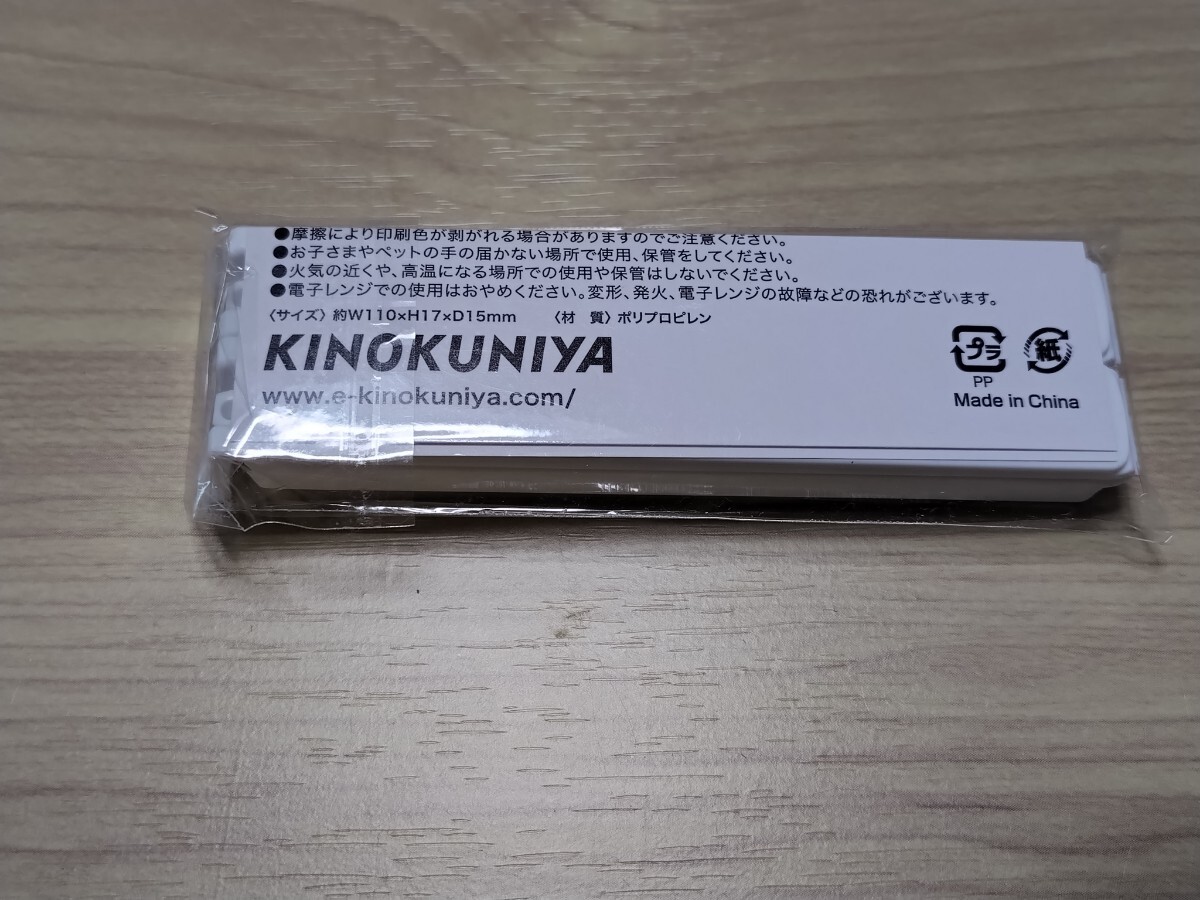 ●摩擦により印刷色が剥がれる場合がありますのでご注意ください。
●お子さまやペットの手の届かない場所で使用、保管をしてください。
●火気の近くや、高温になる場所での使用や保管はしないでください。
●電子レンジでの使用はおやめください。変形、発火、電子レンジの故障などの恐れがございます。
〈サイズ〉約W110×H17×D15mm 〈材 質〉ポリプロピレン
KINOKUNIYA
www.e-kinokuniya.com/
プラ 紙
PP
Made in China